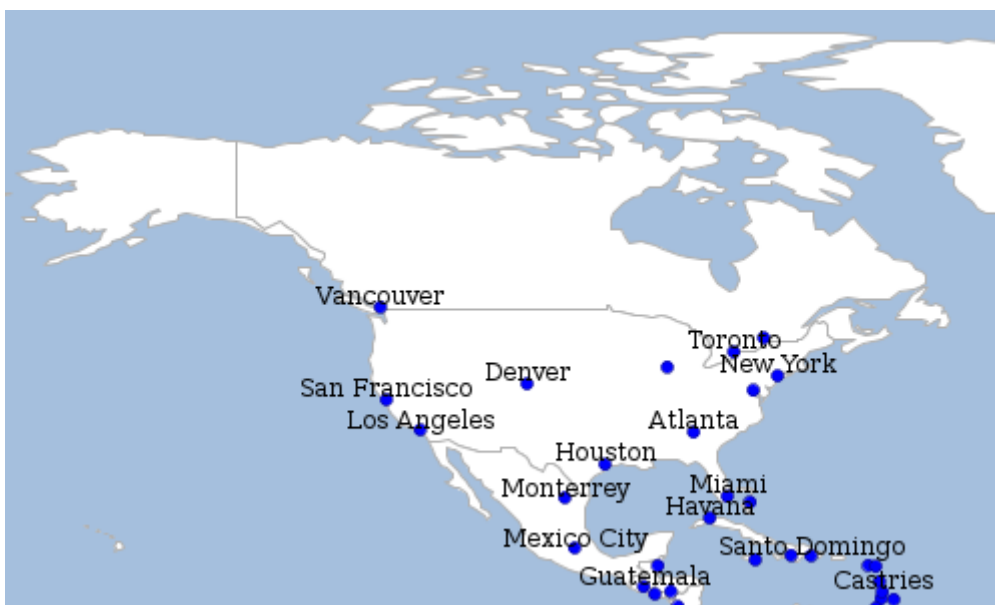 Vancouver
Toronto
New York
Denver
San Francisco
Los Angeles
Atlanta
Houston
Monterrey
Miami
Havana
Mexico City
Santo Domingo
Guatemala
Castries